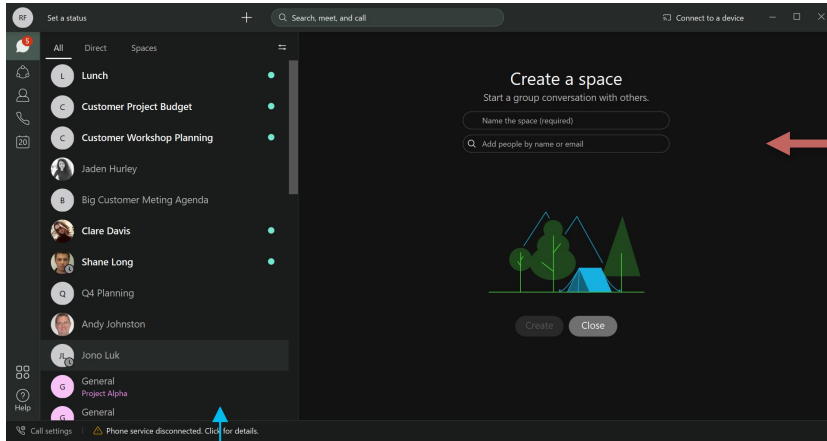 RF
Set a status
Search, meet, and call
Connect to a device
5
All Direct Spaces
L Lunch
C Customer Project Budget
C Customer Workshop Planning
20
Jaden Hurley
B Big Customer Meting Agenda
Clare Davis
Shane Long
Q Q4 Planning
Andy Johnston
JL Jono Luk
G General
Project Alpha
G General
Help
Call settings
Phone service disconnected. Click for details.
Create a space
Start a group conversation with others.
Name the space (required)
Add people by name or email
Create Close